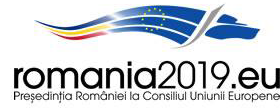 romania2019.eu
Președinția României la Consiliul Uniunii Europene